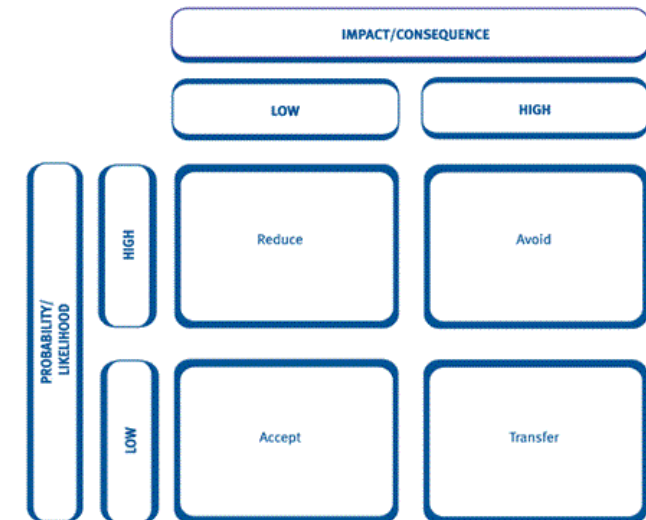 IMPACT/CONSEQUENCE
LOW
HIGH
PROBABILITY/
LIKELIHOOD
HIGH
Reduce
Avoid
LOW
Accept
Transfer